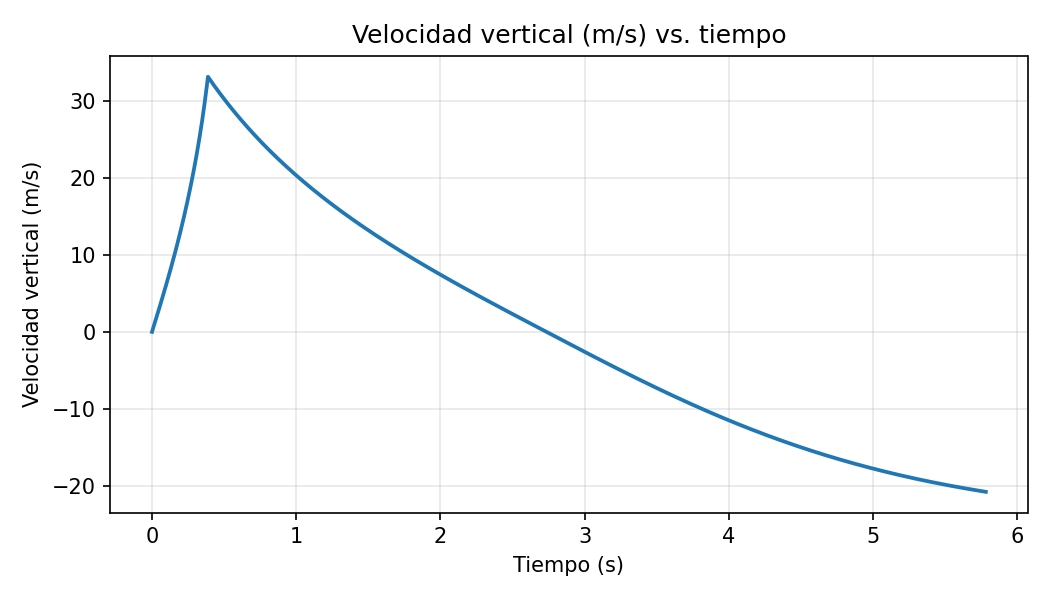 Velocidad vertical (m/s) vs. tiempo
Velocidad vertical (m/s)
30
20
10
0
−10
−20
0 1 2 3 4 5 6
Tiempo (s)